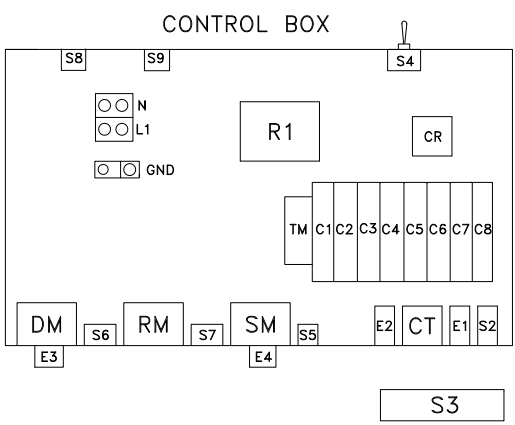 CONTROL BOX
S8 S9 S4
N
L1
R1
CR
GND
TM C1 C2 C3 C4 C5 C6 C7 C8
DM S6 RM S7 SM S5 E2 CT E1 S2
E3 E4
S3